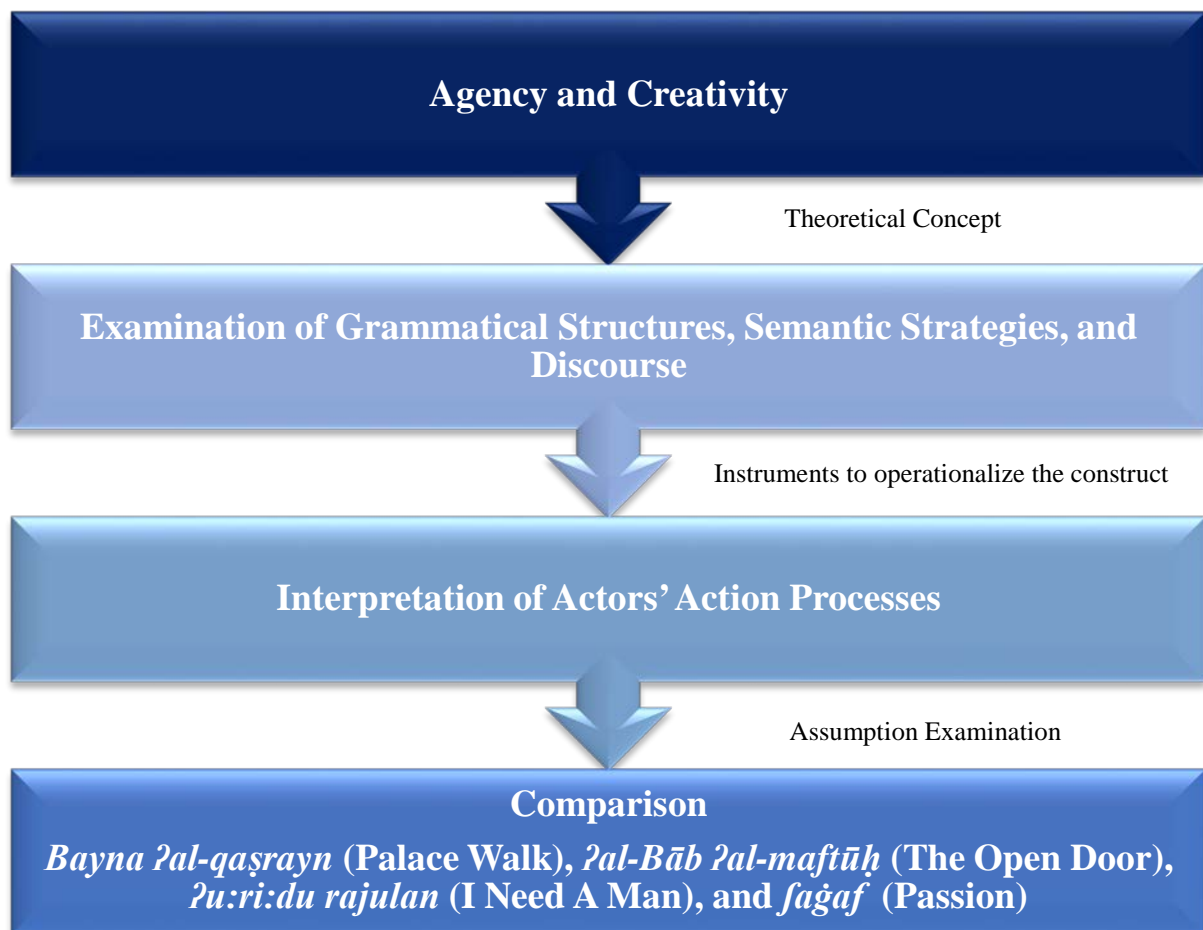 Agency and Creativity
Theoretical Concept
Examination of Grammatical Structures, Semantic Strategies, and
Discourse
Instruments to operationalize the construct
Interpretation of Actors’ Action Processes
Assumption Examination
Comparison
Bayna ʔal-qaṣrayn (Palace Walk), ʔal-Bāb ʔal-maftūḥ (The Open Door),
ʔu:ri:du rajulan (I Need A Man), and ʃaġaf (Passion)